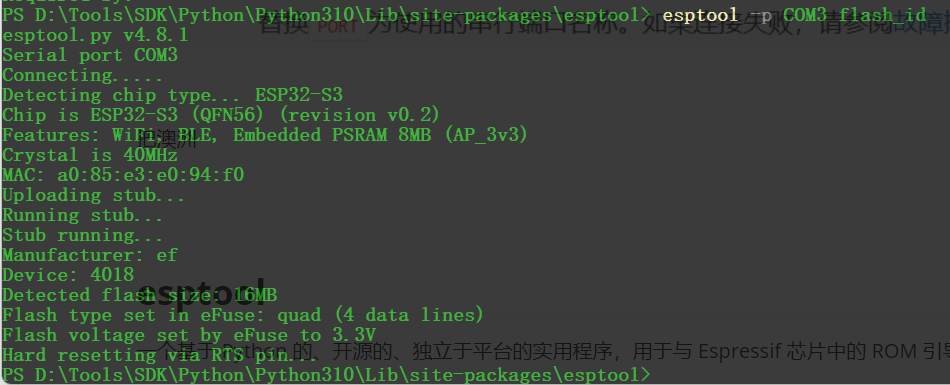 PS D:\Tools\SDK\Python\Python310\Lib\site-packages\esptool> esptool -p COM3 flash_id
替换 PORT 为使用的串行端口名称。如果连接失败，请参阅故障
esptool.py v4.8.1
Serial port COM3
Connecting.....
Detecting chip type... ESP32-S3
Chip is ESP32-S3 (QFN56) (revision v0.2)
Features: WiFi, BLE, Embedded PSRAM 8MB (AP_3v3)
把澳洲
Crystal is 40MHz
MAC: a0:85:e3:e0:94:f0
Uploading stub...
Running stub...
Stub running...
Manufacturer: ef
Device: 4018
Detected flash size: 16MB
esptool
Flash type set in eFuse: quad (4 data lines)
Flash voltage set by eFuse to 3.3V
Hard resetting via RTS pin...
一个基于 Python 的、开源的、独立于平台的实用程序，用于与 Espressif 芯片中的 ROM 引
PS D:\Tools\SDK\Python\Python310\Lib\site-packages\esptool>